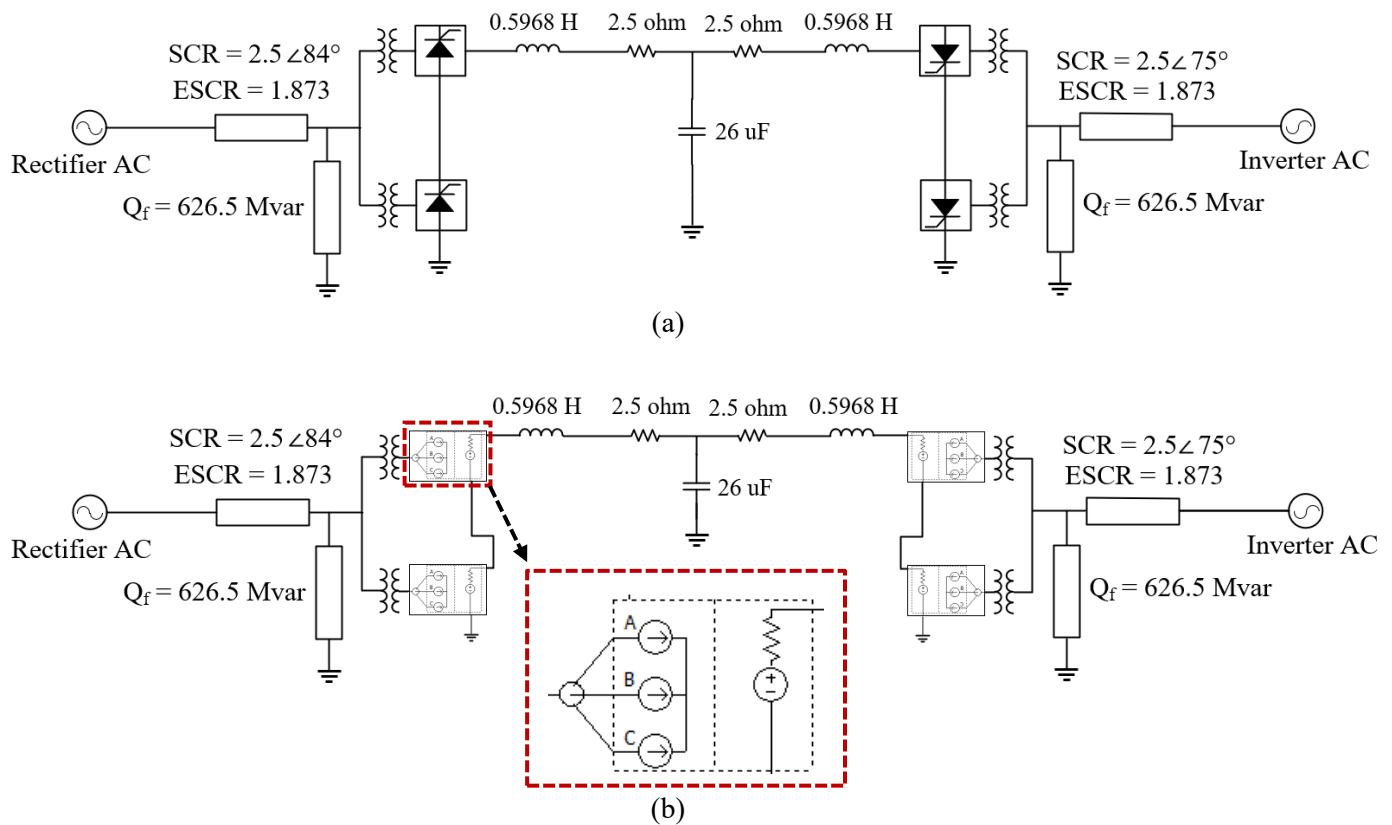 0.5968 H 2.5 ohm 2.5 ohm 0.5968 H
SCR = 2.5∠84°
ESCR = 1.873
SCR = 2.5∠75°
ESCR = 1.873
26 uF
Rectifier AC
Inverter AC
Qf = 626.5 Mvar
Qf = 626.5 Mvar
(a)
0.5968 H 2.5 ohm 2.5 ohm 0.5968 H
SCR = 2.5∠84°
ESCR = 1.873
SCR = 2.5∠75°
ESCR = 1.873
A
B
C
A
B
26 uF
Rectifier AC
Inverter AC
Qf = 626.5 Mvar
Qf = 626.5 Mvar
A
B
C
A
B
A
B
C
(b)